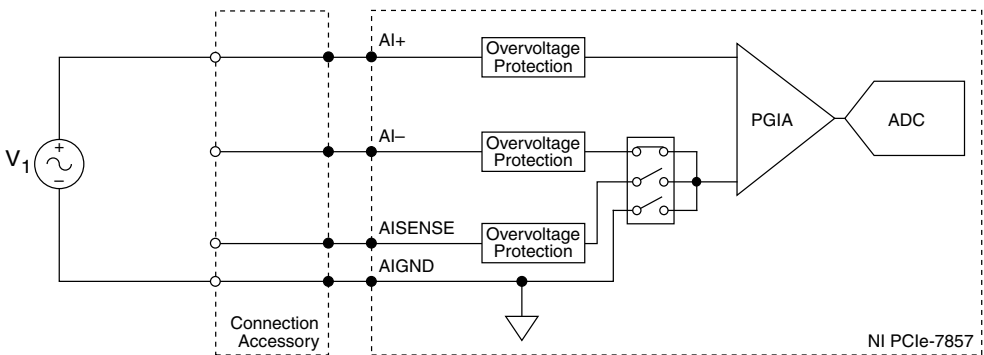 AI+
Overvoltage
Protection
PGIA
ADC
AI–
Overvoltage
Protection
V1
+
–
AISENSE
Overvoltage
Protection
AIGND
Connection
Accessory
NI PCIe-7857